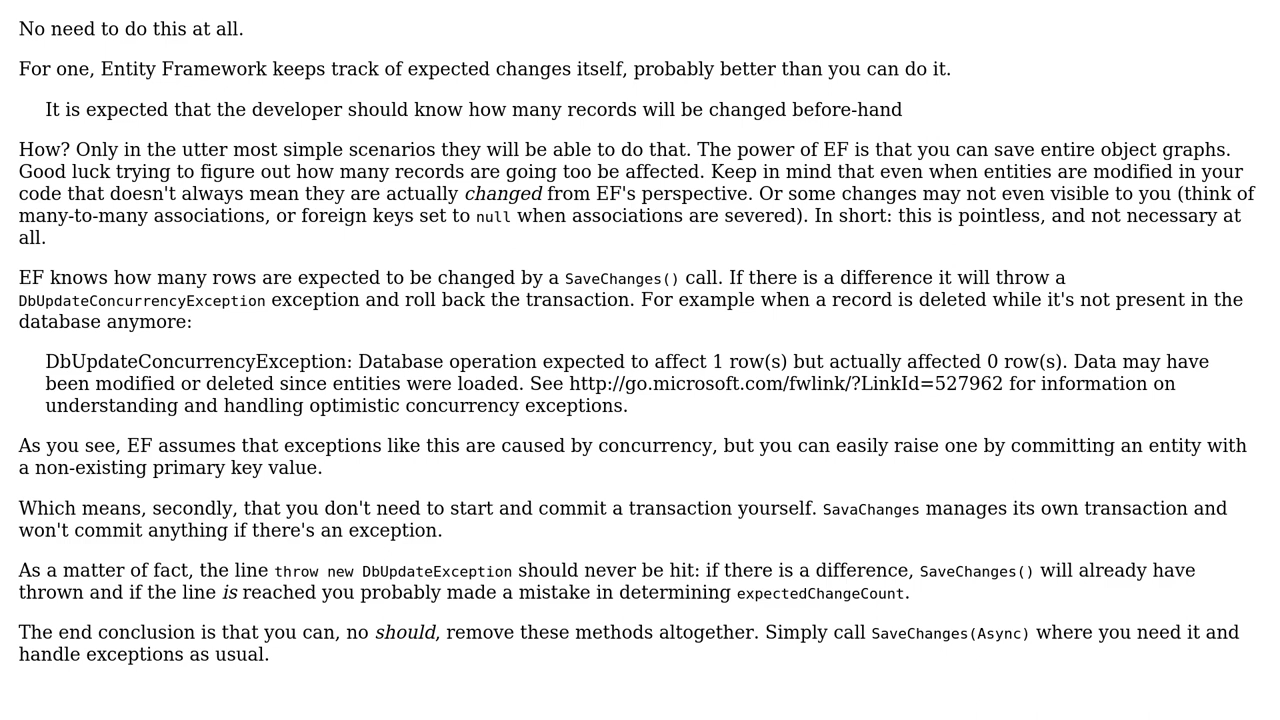 No need to do this at all.
For one, Entity Framework keeps track of expected changes itself, probably better than you can do it.
It is expected that the developer should know how many records will be changed before-hand
How? Only in the utter most simple scenarios they will be able to do that. The power of EF is that you can save entire object graphs.
Good luck trying to figure out how many records are going too be affected. Keep in mind that even when entities are modified in your
code that doesn't always mean they are actually changed from EF's perspective. Or some changes may not even visible to you (think of
many-to-many associations, or foreign keys set to null when associations are severed). In short: this is pointless, and not necessary at
all.
EF knows how many rows are expected to be changed by a SaveChanges() call. If there is a difference it will throw a
DbUpdateConcurrencyException exception and roll back the transaction. For example when a record is deleted while it's not present in the
database anymore:
DbUpdateConcurrencyException: Database operation expected to affect 1 row(s) but actually affected 0 row(s). Data may have
been modified or deleted since entities were loaded. See http://go.microsoft.com/fwlink/?LinkId=527962 for information on
understanding and handling optimistic concurrency exceptions.
As you see, EF assumes that exceptions like this are caused by concurrency, but you can easily raise one by committing an entity with
a non-existing primary key value.
Which means, secondly, that you don't need to start and commit a transaction yourself. SavaChanges manages its own transaction and
won't commit anything if there's an exception.
As a matter of fact, the line throw new DbUpdateException should never be hit: if there is a difference, SaveChanges() will already have
thrown and if the line is reached you probably made a mistake in determining expectedChangeCount.
The end conclusion is that you can, no should, remove these methods altogether. Simply call SaveChanges(Async) where you need it and
handle exceptions as usual.